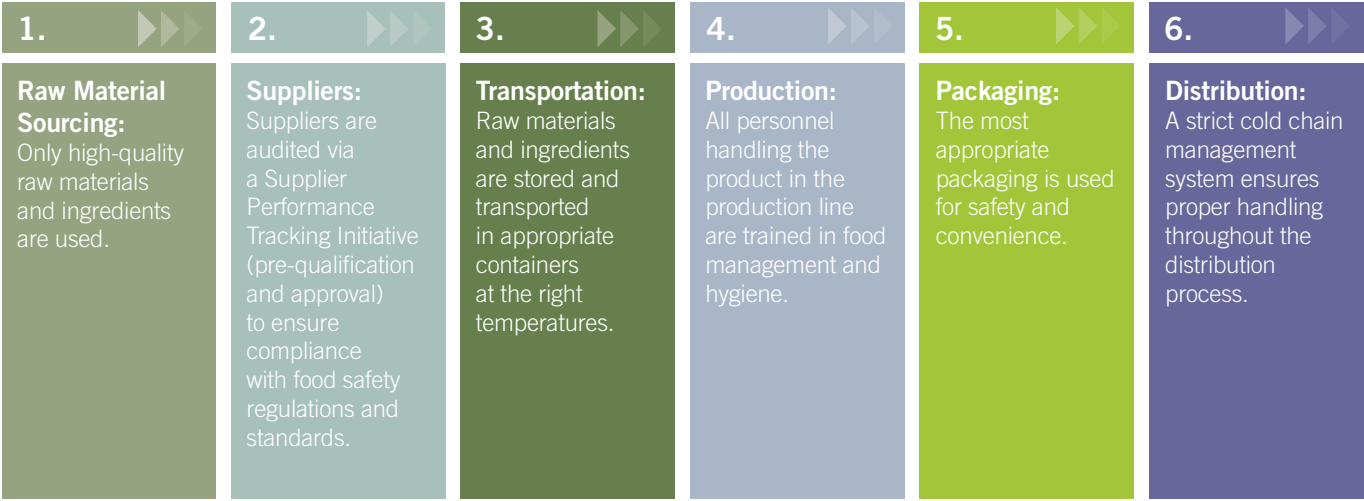 1.
Raw Material
Sourcing:
Only high-quality
raw materials
and ingredients
are used.
2.
Suppliers:
Suppliers are
audited via
a Supplier
Performance
Tracking Initiative
(pre-qualification
and approval)
to ensure
compliance
with food safety
regulations and
standards.
3.
Transportation:
Raw materials
and ingredients
are stored and
transported
in appropriate
containers
at the right
temperatures.
4.
Production:
All personnel
handling the
product in the
production line
are trained in food
management and
hygiene.
5.
Packaging:
The most
appropriate
packaging is used
for safety and
convenience.
6.
Distribution:
A strict cold chain
management
system ensures
proper handling
throughout the
distribution
process.